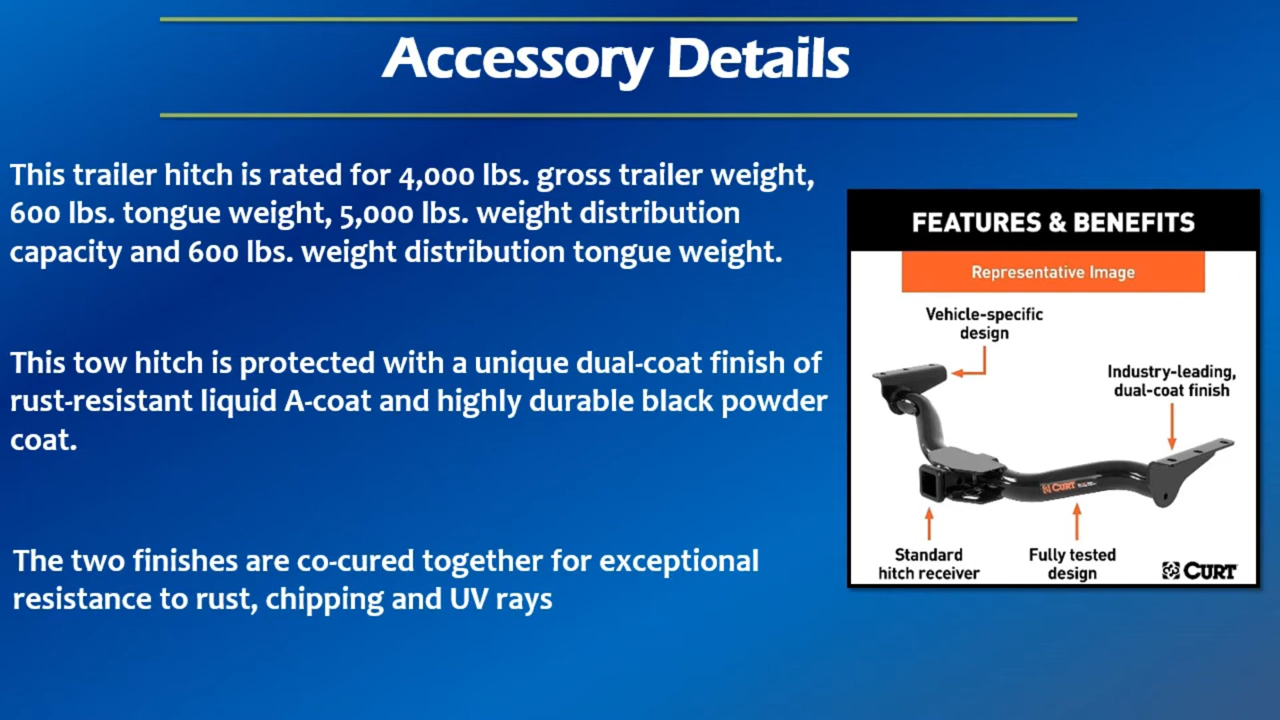 Accessory Details
This trailer hitch is rated for 4,000 lbs. gross trailer weight,
600 lbs. tongue weight, 5,000 lbs. weight distribution
capacity and 600 lbs. weight distribution tongue weight.
This tow hitch is protected with a unique dual-coat finish of
rust-resistant liquid A-coat and highly durable black powder
coat.
The two finishes are co-cured together for exceptional
resistance to rust, chipping and UV rays
FEATURES & BENEFITS
Representative Image
Vehicle-specific
design
Industry-leading,
dual-coat finish
CURT
Standard
hitch receiver
Fully tested
design
CURT